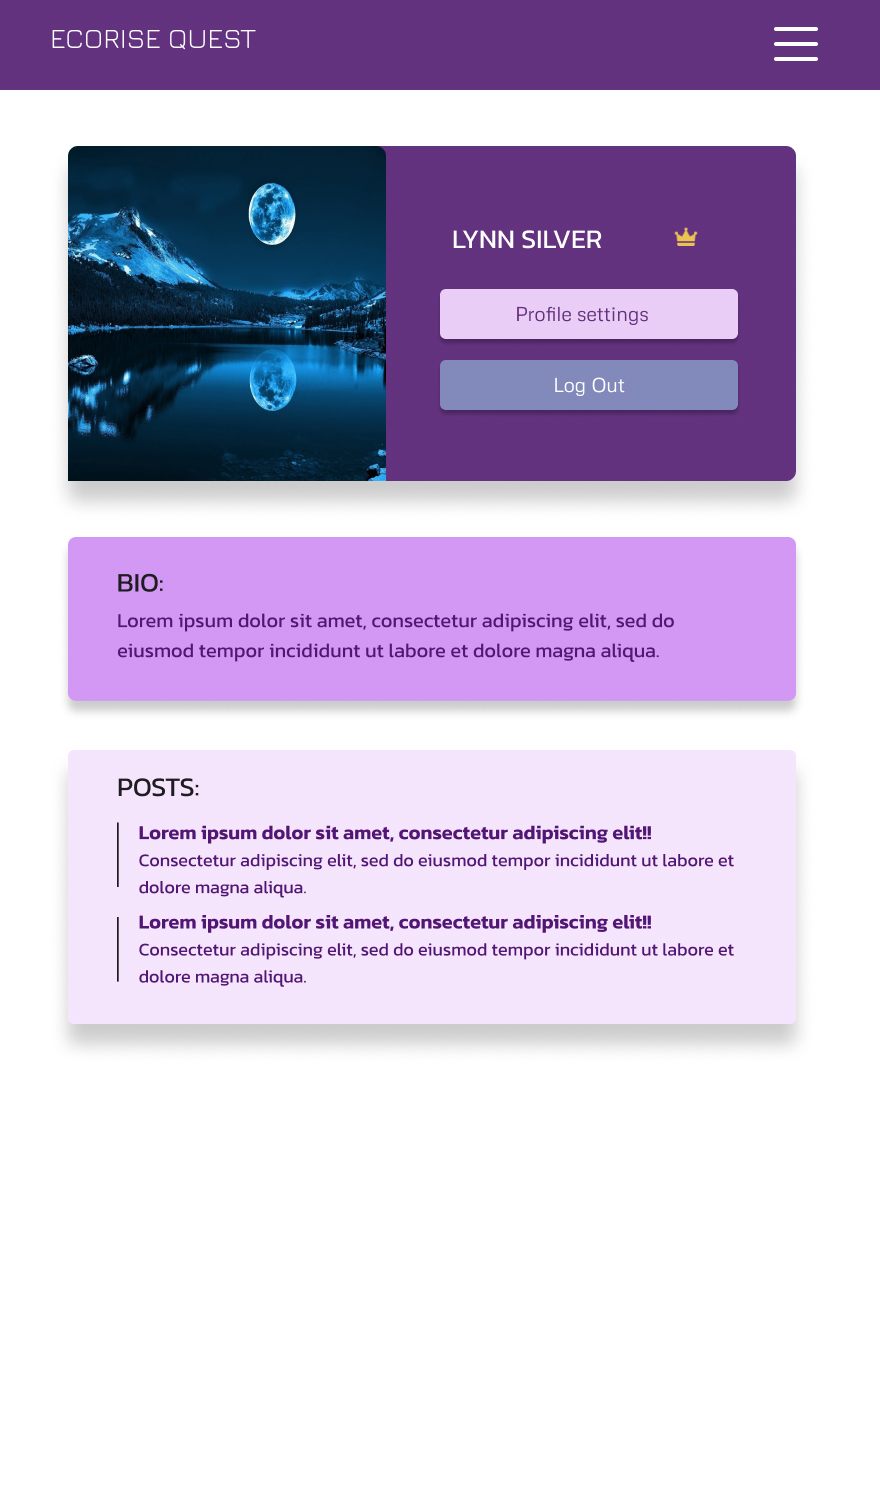 ECORISE QUEST
LYNN SILVER
Profile settings
Log Out
BIO:
Lorem ipsum dolor sit amet, consectetur adipiscing elit, sed do
eiusmod tempor incididunt ut labore et dolore magna aliqua.
POSTS:
Lorem ipsum dolor sit amet, consectetur adipiscing elit!!
Consectetur adipiscing elit, sed do eiusmod tempor incididunt ut labore et
dolore magna aliqua.
Lorem ipsum dolor sit amet, consectetur adipiscing elit!!
Consectetur adipiscing elit, sed do eiusmod tempor incididunt ut labore et
dolore magna aliqua.